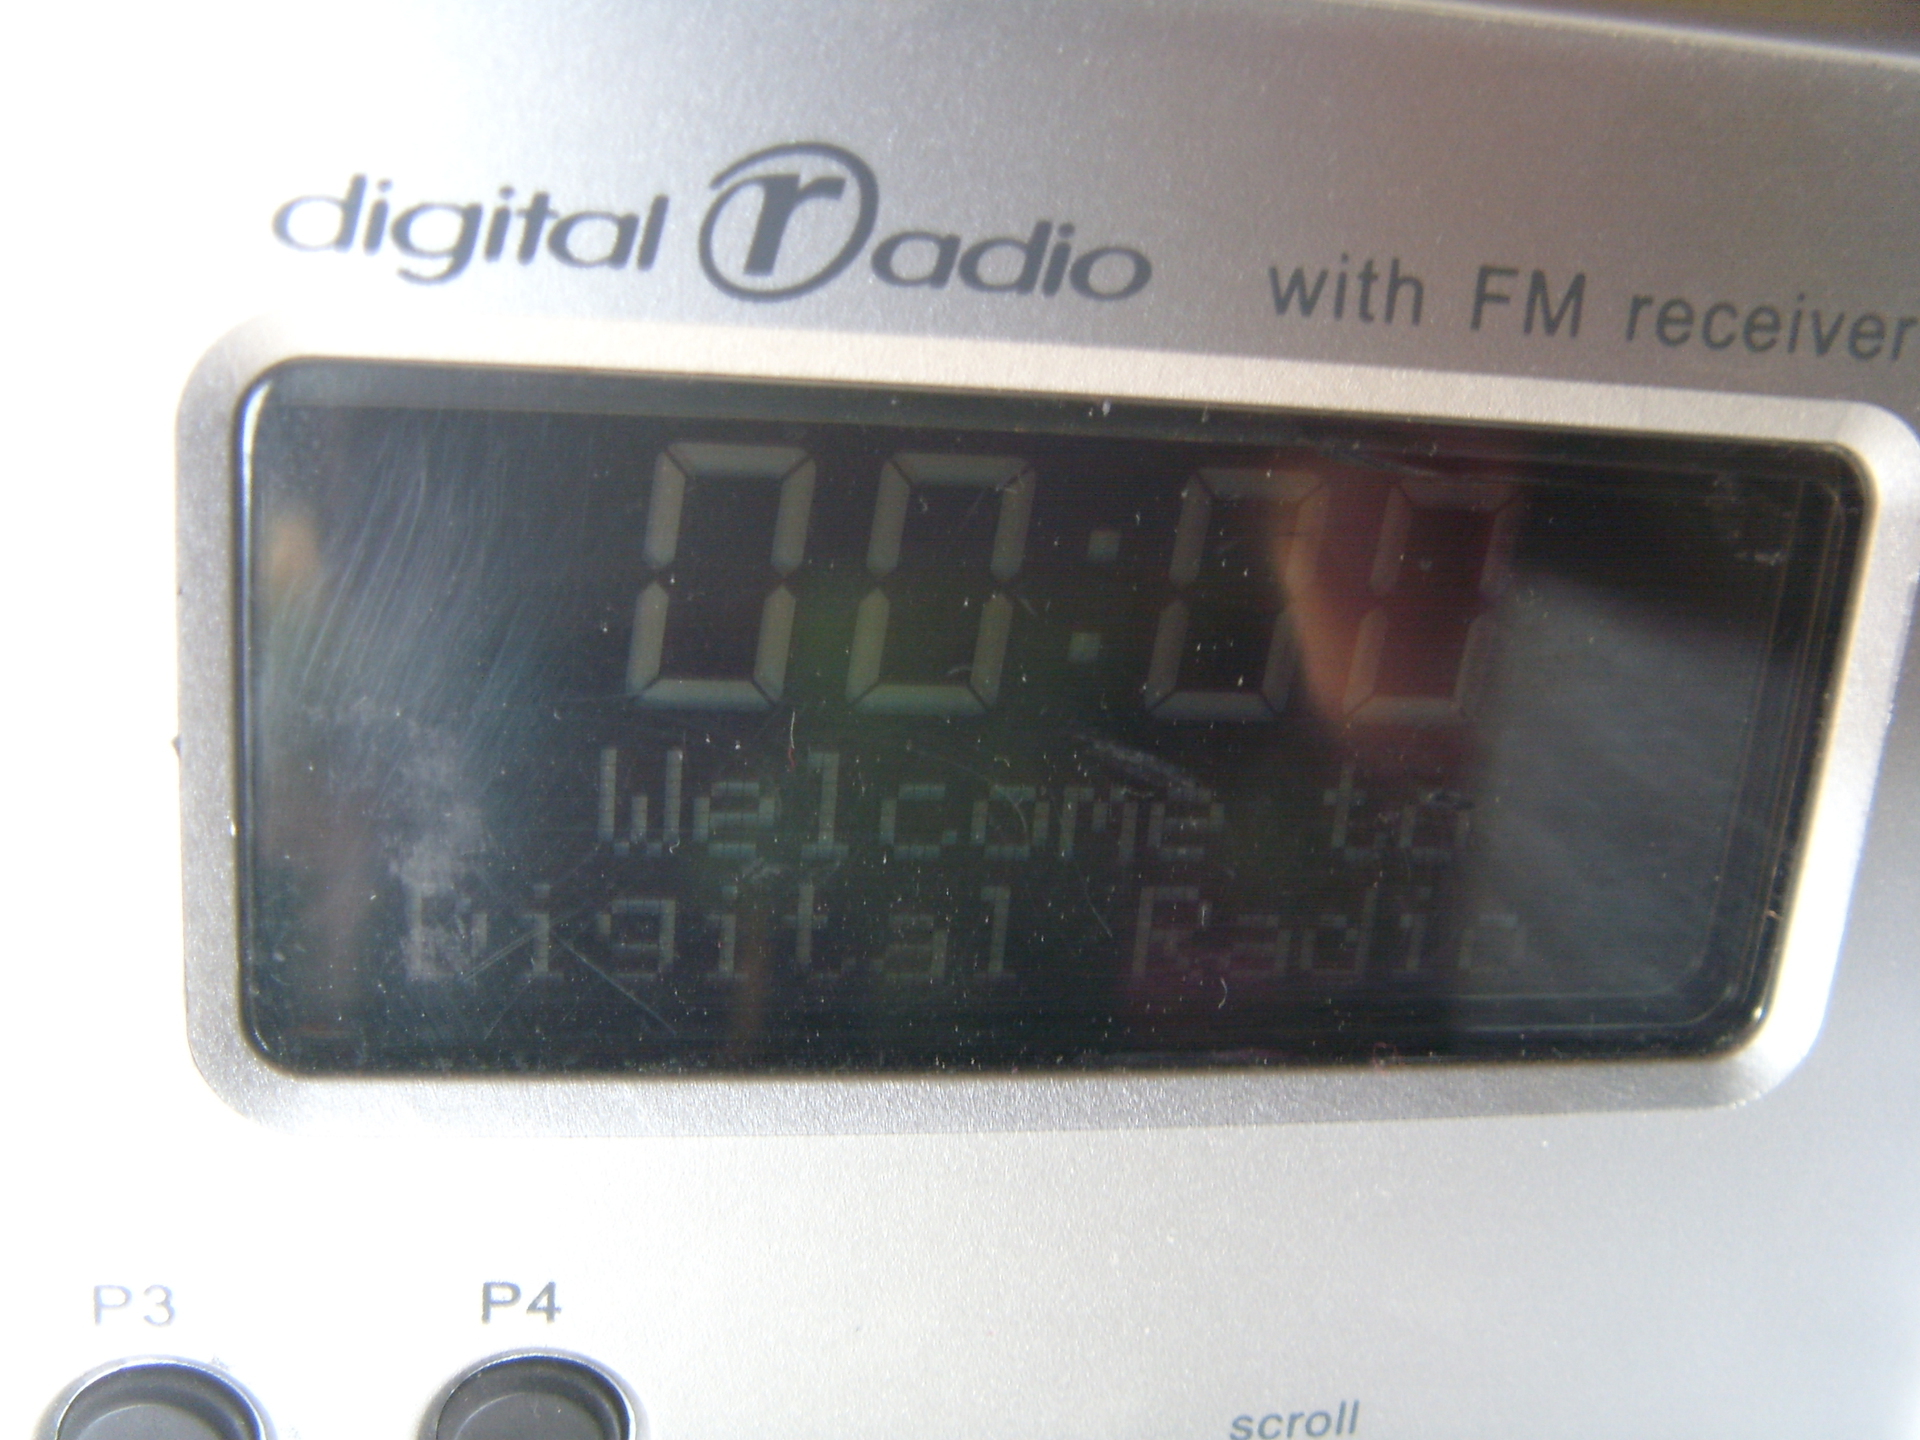 digital radio with FM receiver
00:00
Welcome to
Digital Radio
P3 P4
scroll